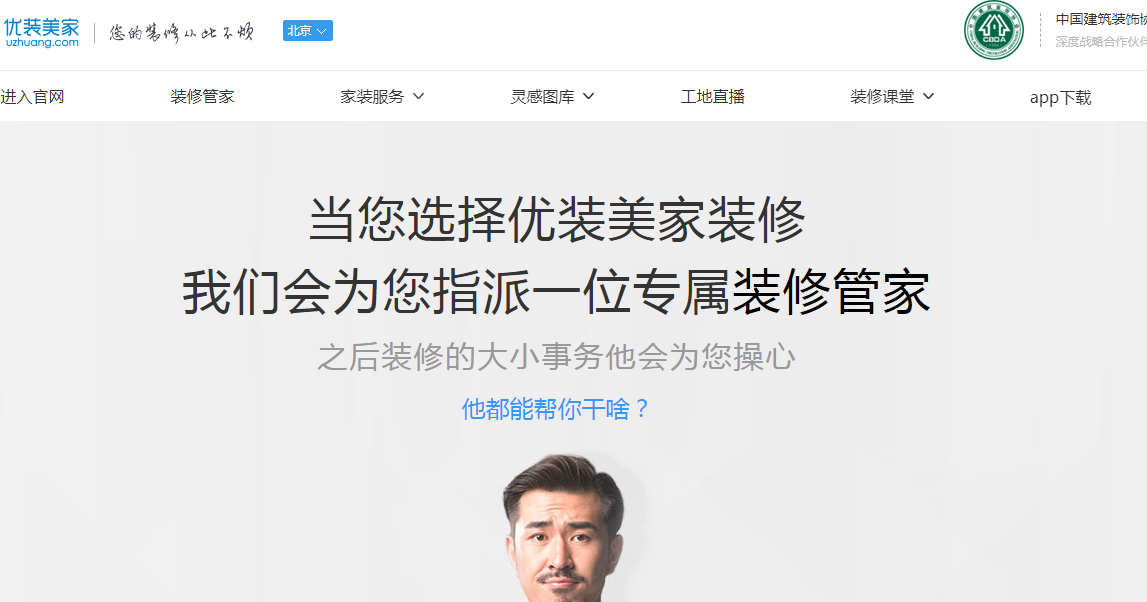 优装美家
uzhuang.com
您的装修从此不烦
北京
CBDA
中国建筑装饰协
深度战略合作伙伴
进入官网
装修管家
家装服务
灵感图库
工地直播
装修课堂
app下载
当您选择优装美家装修
我们会为您指派一位专属装修管家
之后装修的大小事务他会为您操心
他都能帮你干啥？